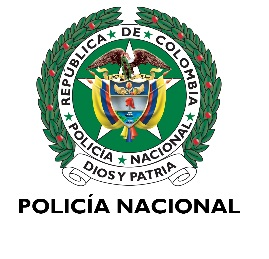 REPÚBLICA DE COLOMBIA
POLICÍA NACIONAL
DIOS Y PATRIA
POLICÍA NACIONAL